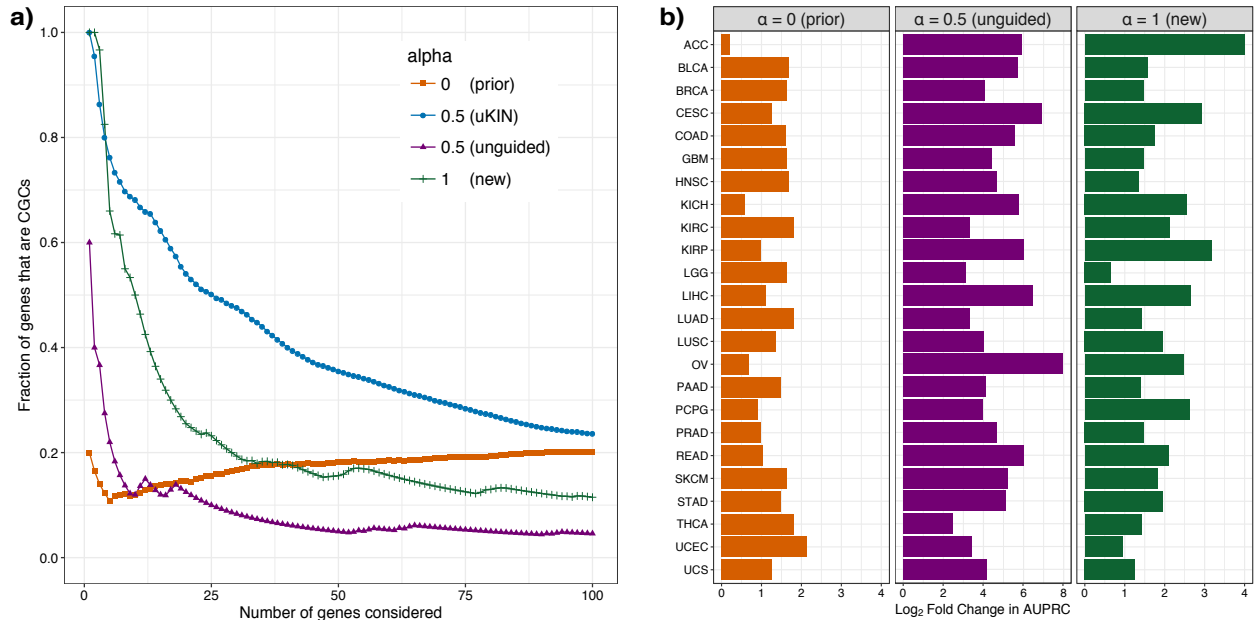 a)
Fraction of genes that are CGCs
1.0
0.8
0.6
0.4
0.2
0.0
alpha
0 (prior)
0.5 (uKIN)
0.5 (unguided)
1 (new)
0 25 50 75 100
Number of genes considered
b)
α = 0 (prior) α = 0.5 (unguided) α = 1 (new)
ACC
BLCA
BRCA
CESC
COAD
GBM
HNSC
KICH
KIRC
KIRP
LGG
LIHC
LUAD
LUSC
OV
PAAD
PCPG
PRAD
READ
SKCM
STAD
THCA
UCEC
UCS
0 1 2 3 4 0 2 4 6 8 0 1 2 3 4
Log₂ Fold Change in AUPRC